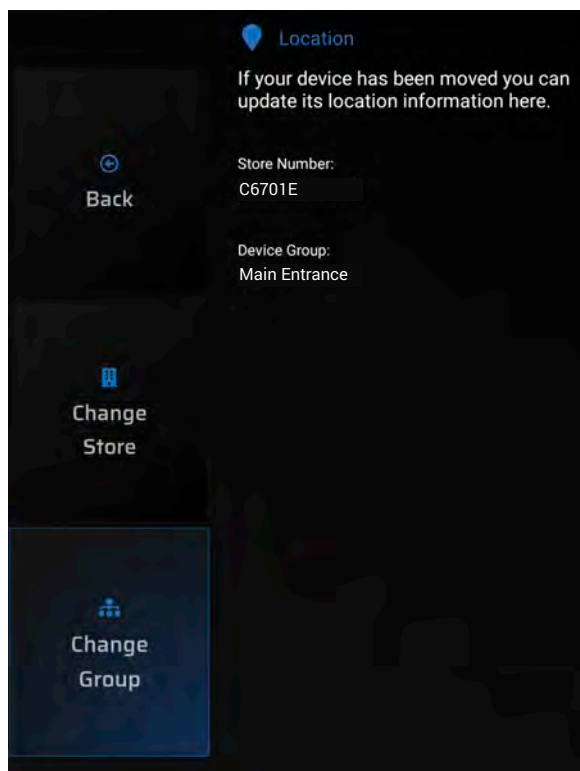 Location
If your device has been moved you can
update its location information here.
Back
Store Number:
C6701E
Device Group:
Main Entrance
Change
Store
Change
Group